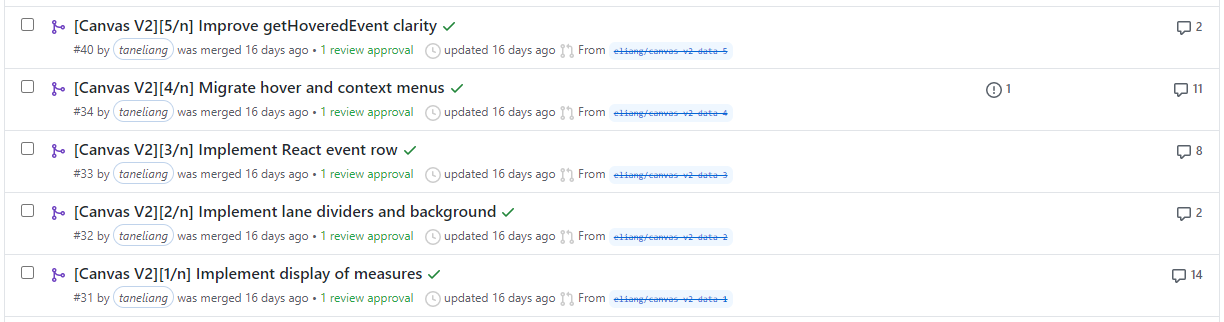 [Canvas V2][5/n] Improve getHoveredEvent clarity 2
#40 by taneliang was merged 16 days ago • 1 review approval updated 16 days ago From eliang/canvas-v2-data-5
[Canvas V2][4/n] Migrate hover and context menus 1 11
#34 by taneliang was merged 16 days ago • 1 review approval updated 16 days ago From eliang/canvas-v2-data-4
[Canvas V2][3/n] Implement React event row 8
#33 by taneliang was merged 16 days ago • 1 review approval updated 16 days ago From eliang/canvas-v2-data-3
[Canvas V2][2/n] Implement lane dividers and background 2
#32 by taneliang was merged 16 days ago • 1 review approval updated 16 days ago From eliang/canvas-v2-data-2
[Canvas V2][1/n] Implement display of measures 14
#31 by taneliang was merged 16 days ago • 1 review approval updated 16 days ago From eliang/canvas-v2-data-1